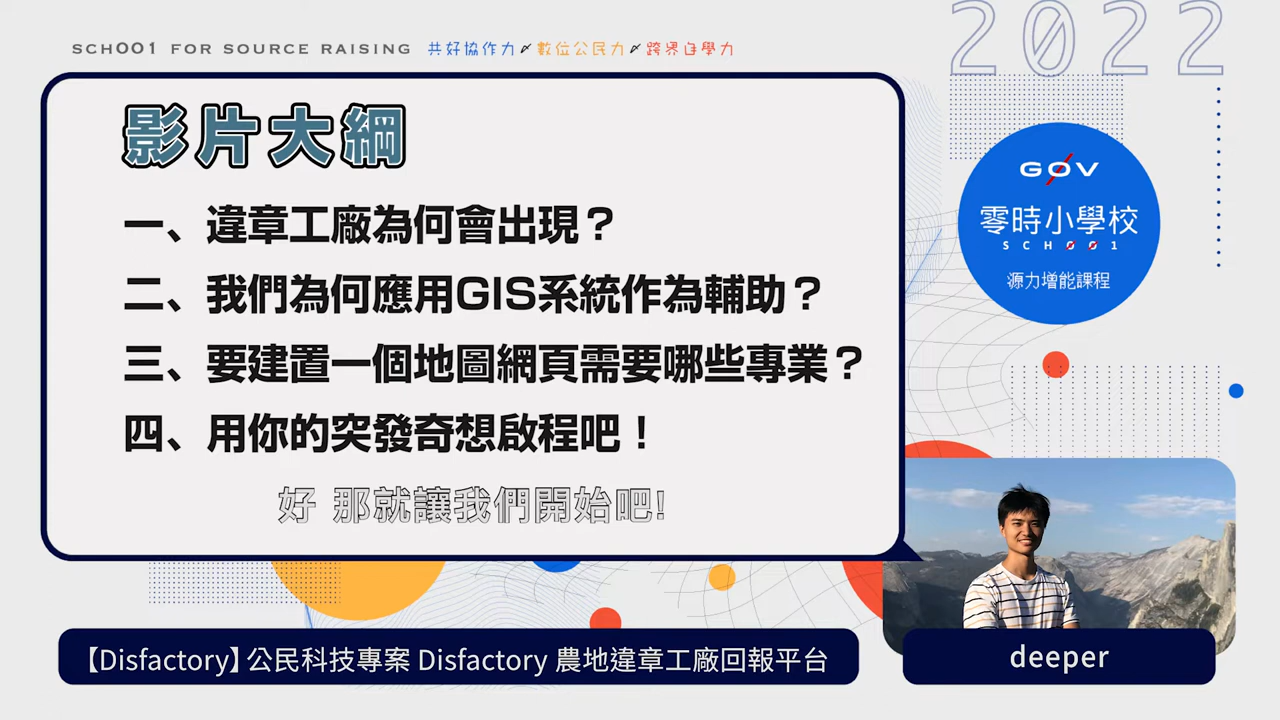 SCHOO1 FOR SOURCE RAISING 共好協作力 數位公民力 跨界自學力
2022
影片大綱
一、違章工廠為何會出現？
二、我們為何應用GIS系統作為輔助？
三、要建置一個地圖網頁需要哪些專業？
四、用你的突發奇想啟程吧！
好 那就讓我們開始吧!
G0V
零時小學校
SCH001
源力增能課程
【Disfactory】公民科技專案 Disfactory 農地違章工廠回報平台
deeper